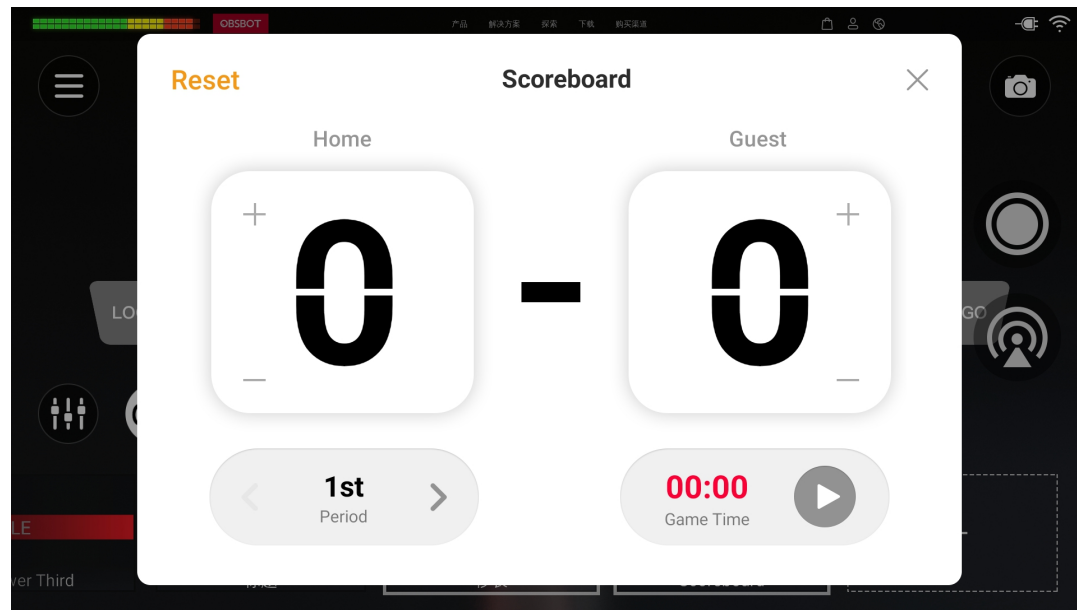 OBSBOT 产品 解决方案 探索 下载 购买渠道
Reset Scoreboard
Home Guest
0 - 0
1st
Period
00:00
Game Time
LO
GO
LE
ver Third
Scoreboard